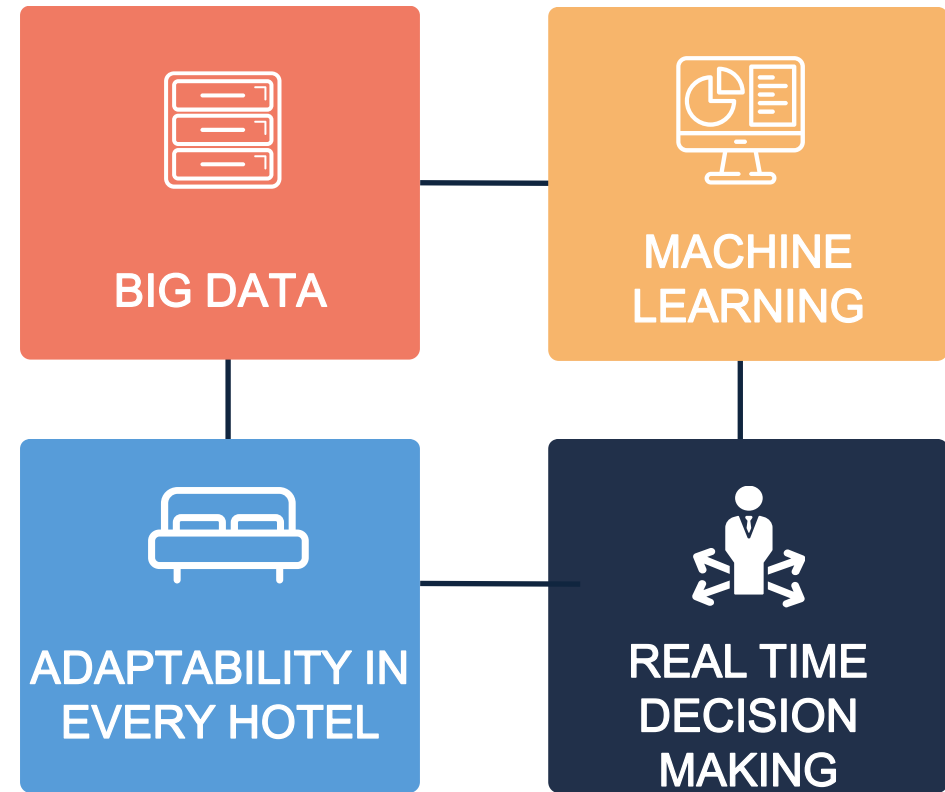 BIG DATA
MACHINE
LEARNING
ADAPTABILITY IN
EVERY HOTEL
REAL TIME
DECISION
MAKING